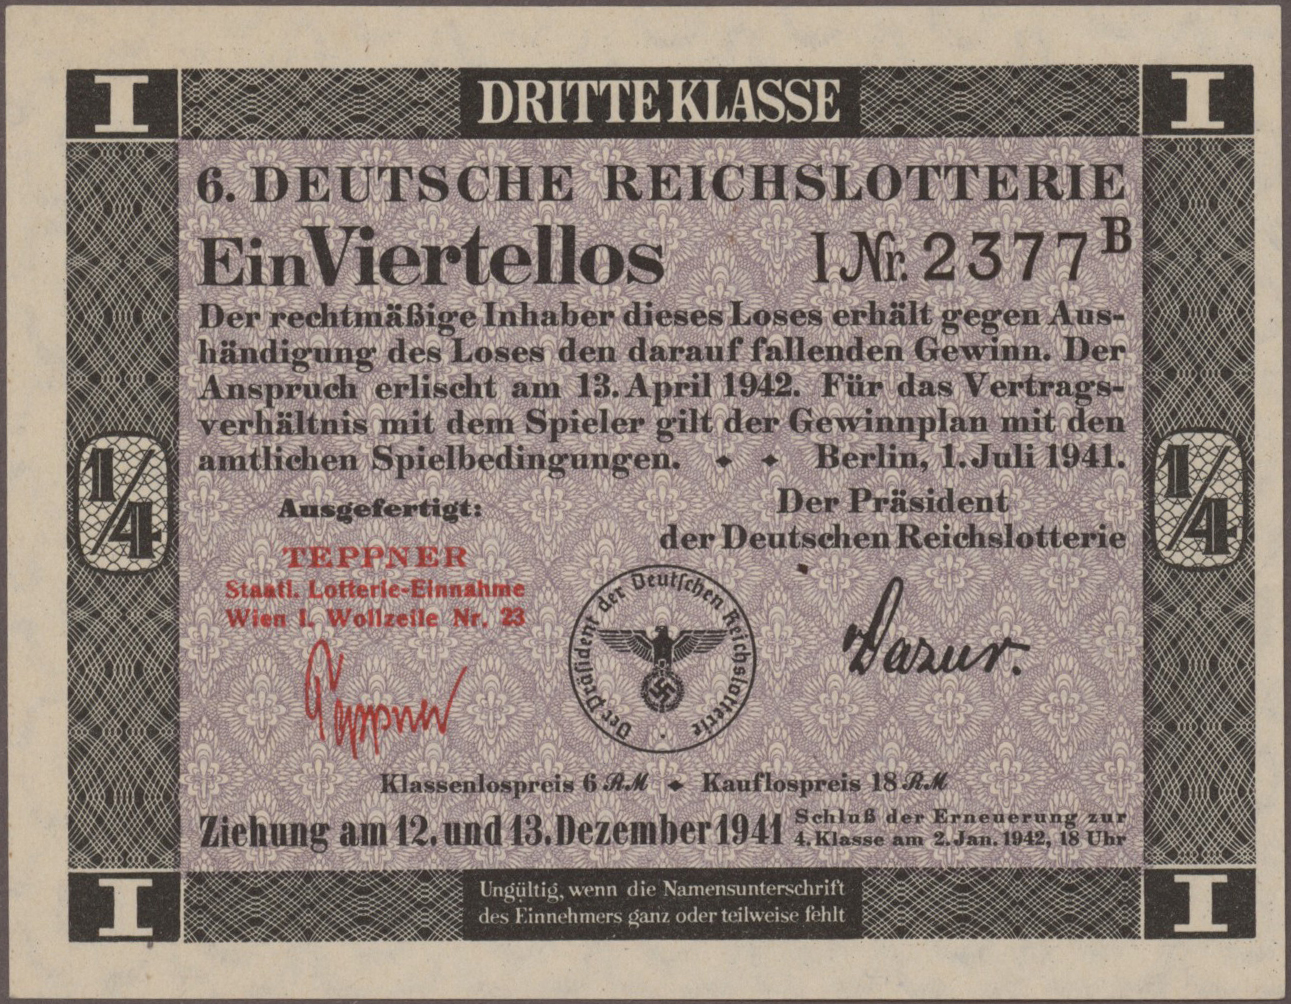 I DRITTE KLASSE I
6. DEUTSCHE REICHSLOTTERIE
Ein Viertellos I Nr. 2377 B
Der rechtmäßige Inhaber dieses Loses erhält gegen Aus-
händigung des Loses den darauf fallenden Gewinn. Der
Anspruch erlischt am 13. April 1942. Für das Vertrags-
verhältnis mit dem Spieler gilt der Gewinnplan mit den
amtlichen Spielbedingungen. Berlin, 1. Juli 1941.
1/4
1/4
Ausgefertigt:
TEPPNER
Staatl. Lotterie-Einnahme
Wien I. Wollzeile Nr. 23
Teppner
Der Präsident
der Deutschen Reichslotterie
Der Präsident der Deutschen Reichslotterie
Dazur.
Klassenlospreis 6 RM Kauflospreis 18 RM
Ziehung am 12. und 13. Dezember 1941
Schluß der Erneuerung zur
4. Klasse am 2. Jan. 1942, 18 Uhr
I Ungültig, wenn die Namensunterschrift I
des Einnehmers ganz oder teilweise fehlt